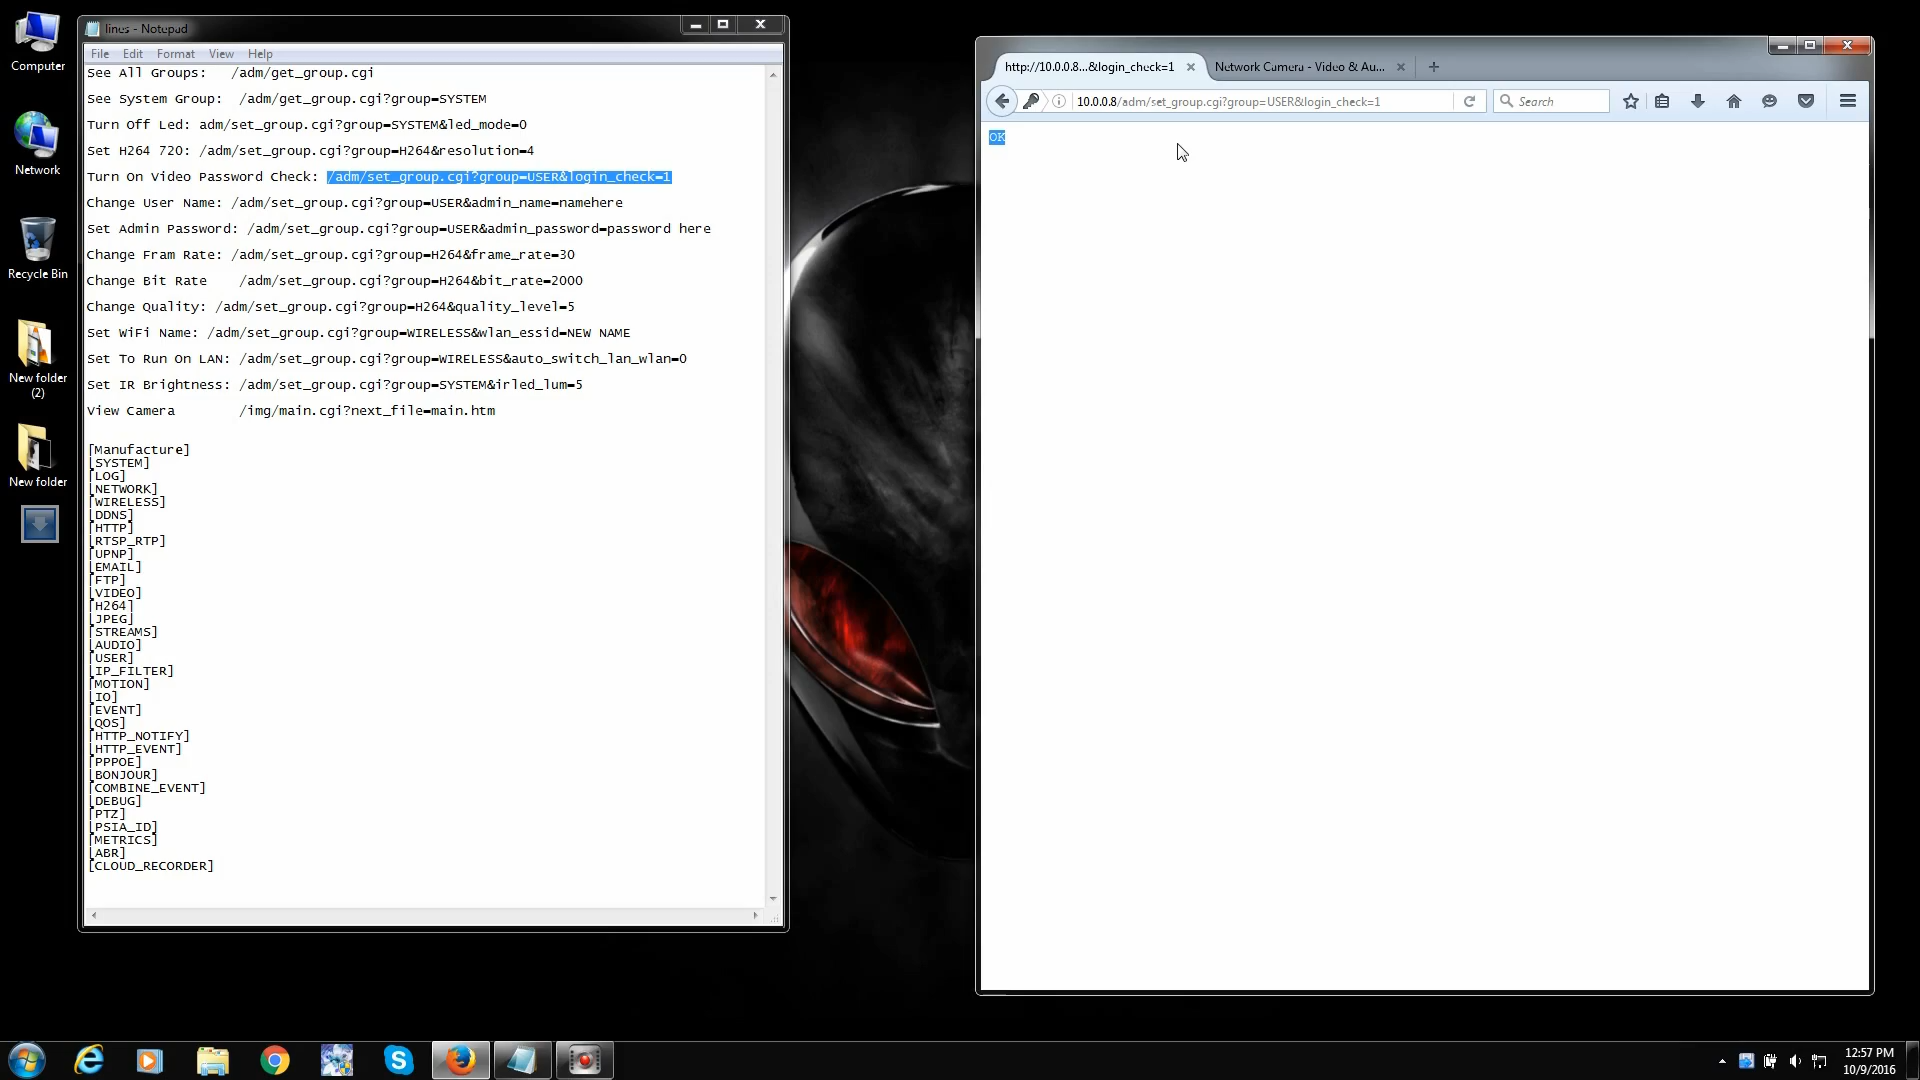 Computer
Network
Recycle Bin
New folder
(2)
New folder
lines - Notepad
File Edit Format View Help
See All Groups: /adm/get_group.cgi
See System Group: /adm/get_group.cgi?group=SYSTEM
Turn Off Led: adm/set_group.cgi?group=SYSTEM&led_mode=0
Set H264 720: /adm/set_group.cgi?group=H264&resolution=4
Turn On Video Password Check: /adm/set_group.cgi?group=USER&login_check=1
Change User Name: /adm/set_group.cgi?group=USER&admin_name=namehere
Set Admin Password: /adm/set_group.cgi?group=USER&admin_password=password here
Change Fram Rate: /adm/set_group.cgi?group=H264&frame_rate=30
Change Bit Rate /adm/set_group.cgi?group=H264&bit_rate=2000
Change Quality: /adm/set_group.cgi?group=H264&quality_level=5
Set WiFi Name: /adm/set_group.cgi?group=WIRELESS&wlan_essid=NEW NAME
Set To Run On LAN: /adm/set_group.cgi?group=WIRELESS&auto_switch_lan_wlan=0
Set IR Brightness: /adm/set_group.cgi?group=SYSTEM&irled_lum=5
View Camera /img/main.cgi?next_file=main.htm
[Manufacture]
[SYSTEM]
[LOG]
[NETWORK]
[WIRELESS]
[DDNS]
[HTTP]
[RTSP_RTP]
[UPNP]
[EMAIL]
[FTP]
[VIDEO]
[H264]
[JPEG]
[STREAMS]
[AUDIO]
[USER]
[IP_FILTER]
[MOTION]
[IO]
[EVENT]
[QOS]
[HTTP_NOTIFY]
[HTTP_EVENT]
[PPPOE]
[BONJOUR]
[COMBINE_EVENT]
[DEBUG]
[PTZ]
[PSIA_ID]
[METRICS]
[ABR]
[CLOUD_RECORDER]
http://10.0.0.8...&login_check=1
Network Camera - Video & Au...
10.0.0.8/adm/set_group.cgi?group=USER&login_check=1
Search
OK
12:57 PM
10/9/2016